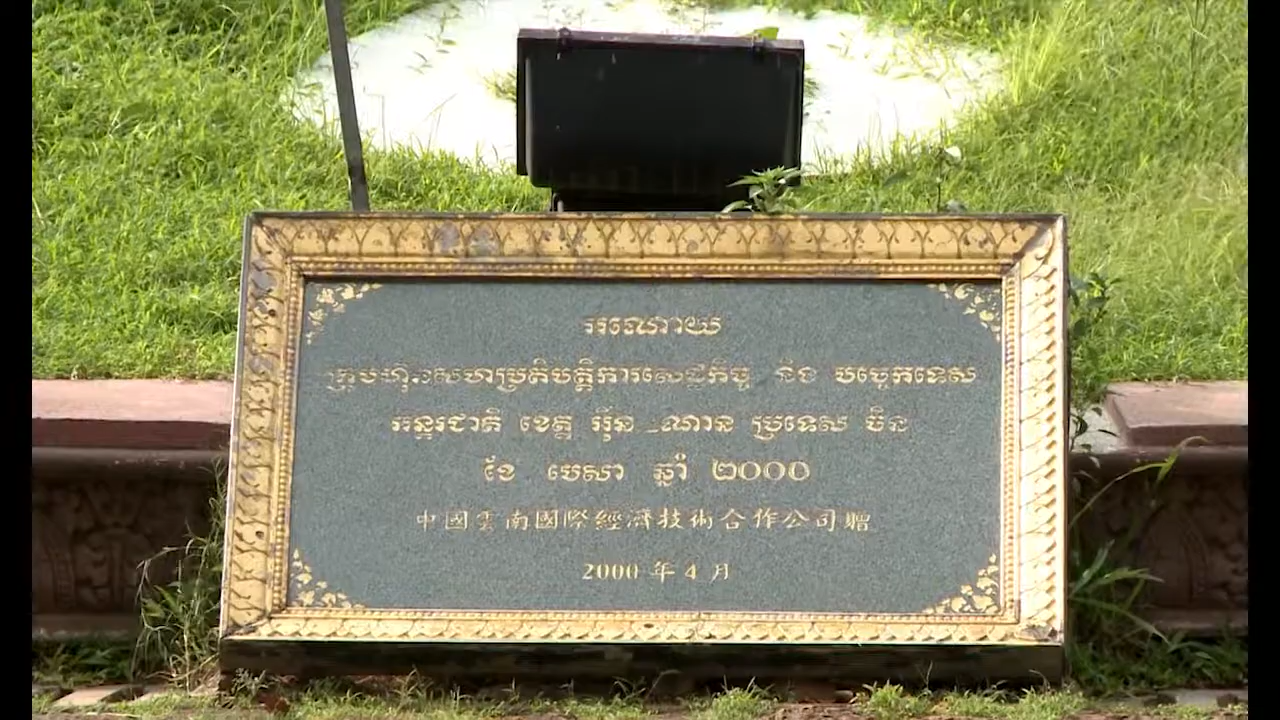 អំណោយ
ក្រុមហ៊ុនសហប្រតិបត្តិការសេដ្ឋកិច្ច និង បច្ចេកទេស
អន្តរជាតិ ខេត្ត អ៊ុីន ណាន ប្រទេស ចិន
ខែ មេសា ឆ្នាំ ២០០០
中國雲南國際經濟技術合作公司贈
2000 年 4 月